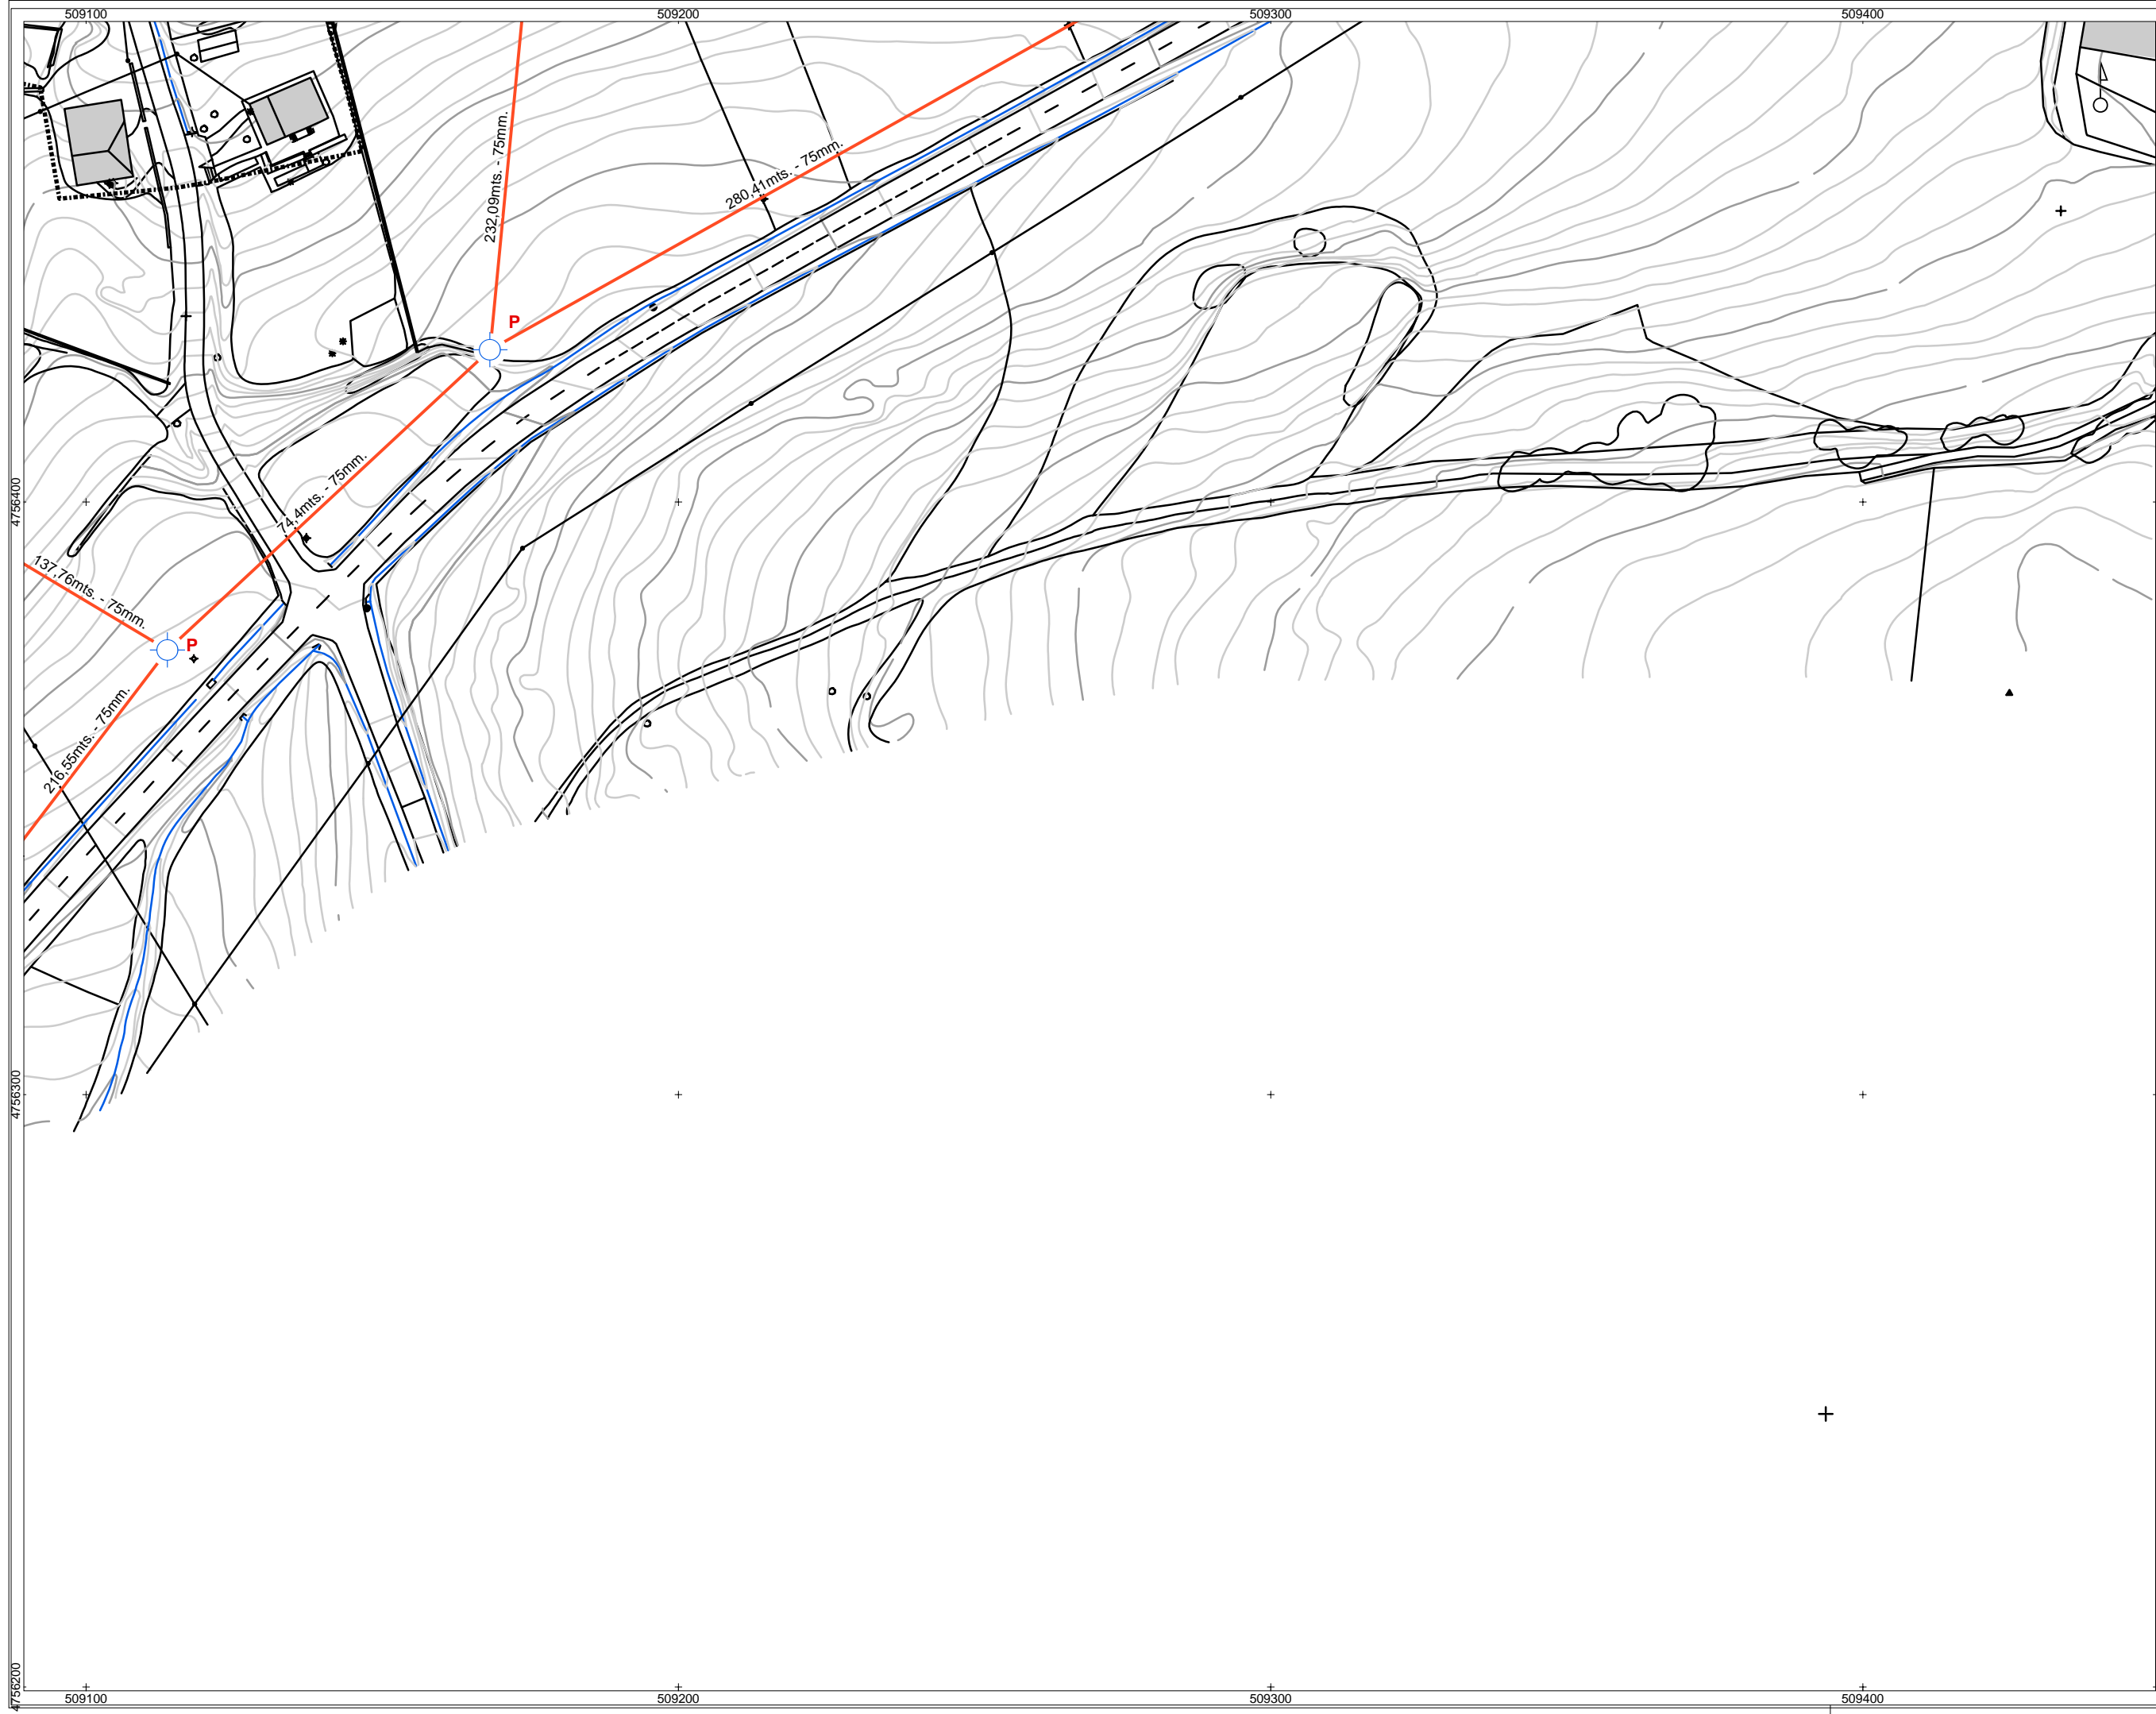 509100
509200
509300
509400
232,09mts. - 75mm.
280,41mts. - 75mm.
P
74,4mts. - 75mm.
4756400
137,76mts. - 75mm.
P
216,55mts. - 75mm.
4756300
4756200
509100
509200
509300
509400